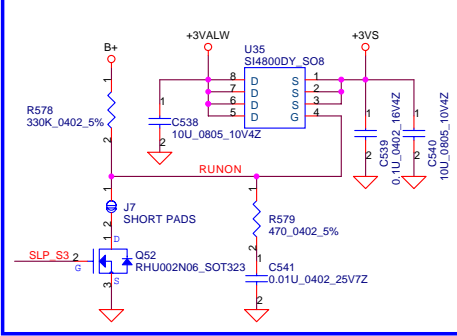 +3VALW
+3VS
B+
U35
SI4800DY_SO8
8 D S 1
7 D S 2
6 D S 3
5 D G 4
1
R578
330K_0402_5%
2
1
C538
10U_0805_10V4Z
2
1
C539
0.1U_0402_16V4Z
2
1
C540
10U_0805_10V4Z
2
RUNON
1
J7
SHORT PADS
2
1
R579
470_0402_5%
2
SLP_S3 2
G
1
D
Q52
RHU002N06_SOT323
S
3
1
C541
0.01U_0402_25V7Z
2